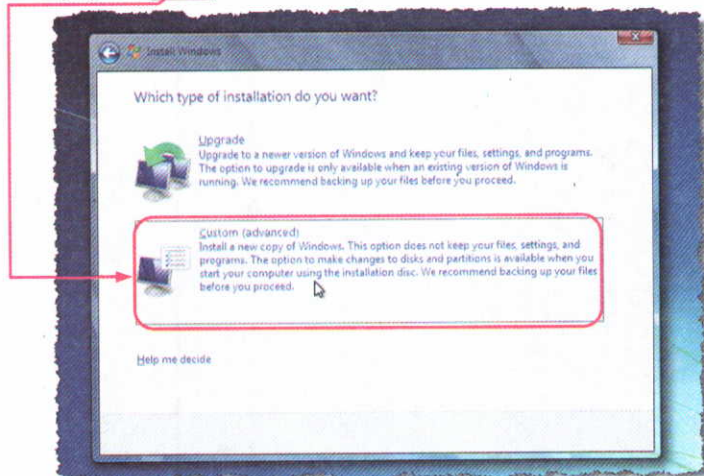 Install Windows
Which type of installation do you want?
Upgrade
Upgrade to a newer version of Windows and keep your files, settings, and programs.
The option to upgrade is only available when an existing version of Windows is
running. We recommend backing up your files before you proceed.
Custom (advanced)
Install a new copy of Windows. This option does not keep your files, settings, and
programs. The option to make changes to disks and partitions is available when you
start your computer using the installation disc. We recommend backing up your files
before you proceed.
Help me decide